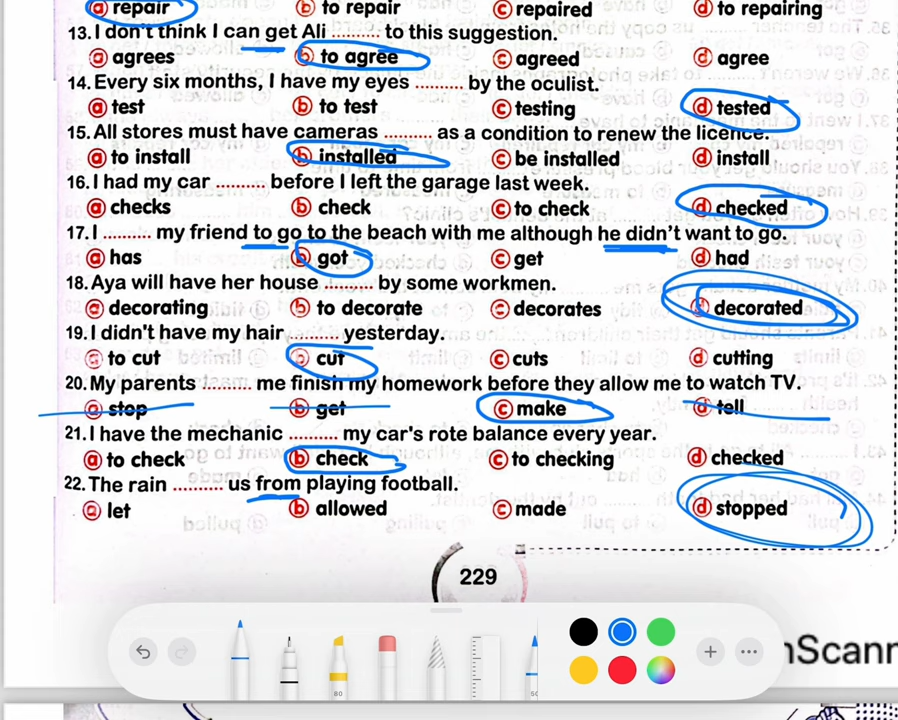 a repair b to repair c repaired d to repairing
13. I don't think I can get Ali .......... to this suggestion.
a agrees b to agree c agreed d agree
14. Every six months, I have my eyes .......... by the oculist.
a test b to test c testing d tested
15. All stores must have cameras .......... as a condition to renew the licence.
a to install b installed c be installed d install
16. I had my car .......... before I left the garage last week.
a checks b check c to check d checked
17. I .......... my friend to go to the beach with me although he didn't want to go.
a has b got c get d had
18. Aya will have her house .......... by some workmen.
a decorating b to decorate c decorates d decorated
19. I didn't have my hair .......... yesterday.
a to cut b cut c cuts d cutting
20. My parents .......... me finish my homework before they allow me to watch TV.
a stop b get c make d tell
21. I have the mechanic .......... my car's rote balance every year.
a to check b check c to checking d checked
22. The rain .......... us from playing football.
a let b allowed c made d stopped
229
nScann
80